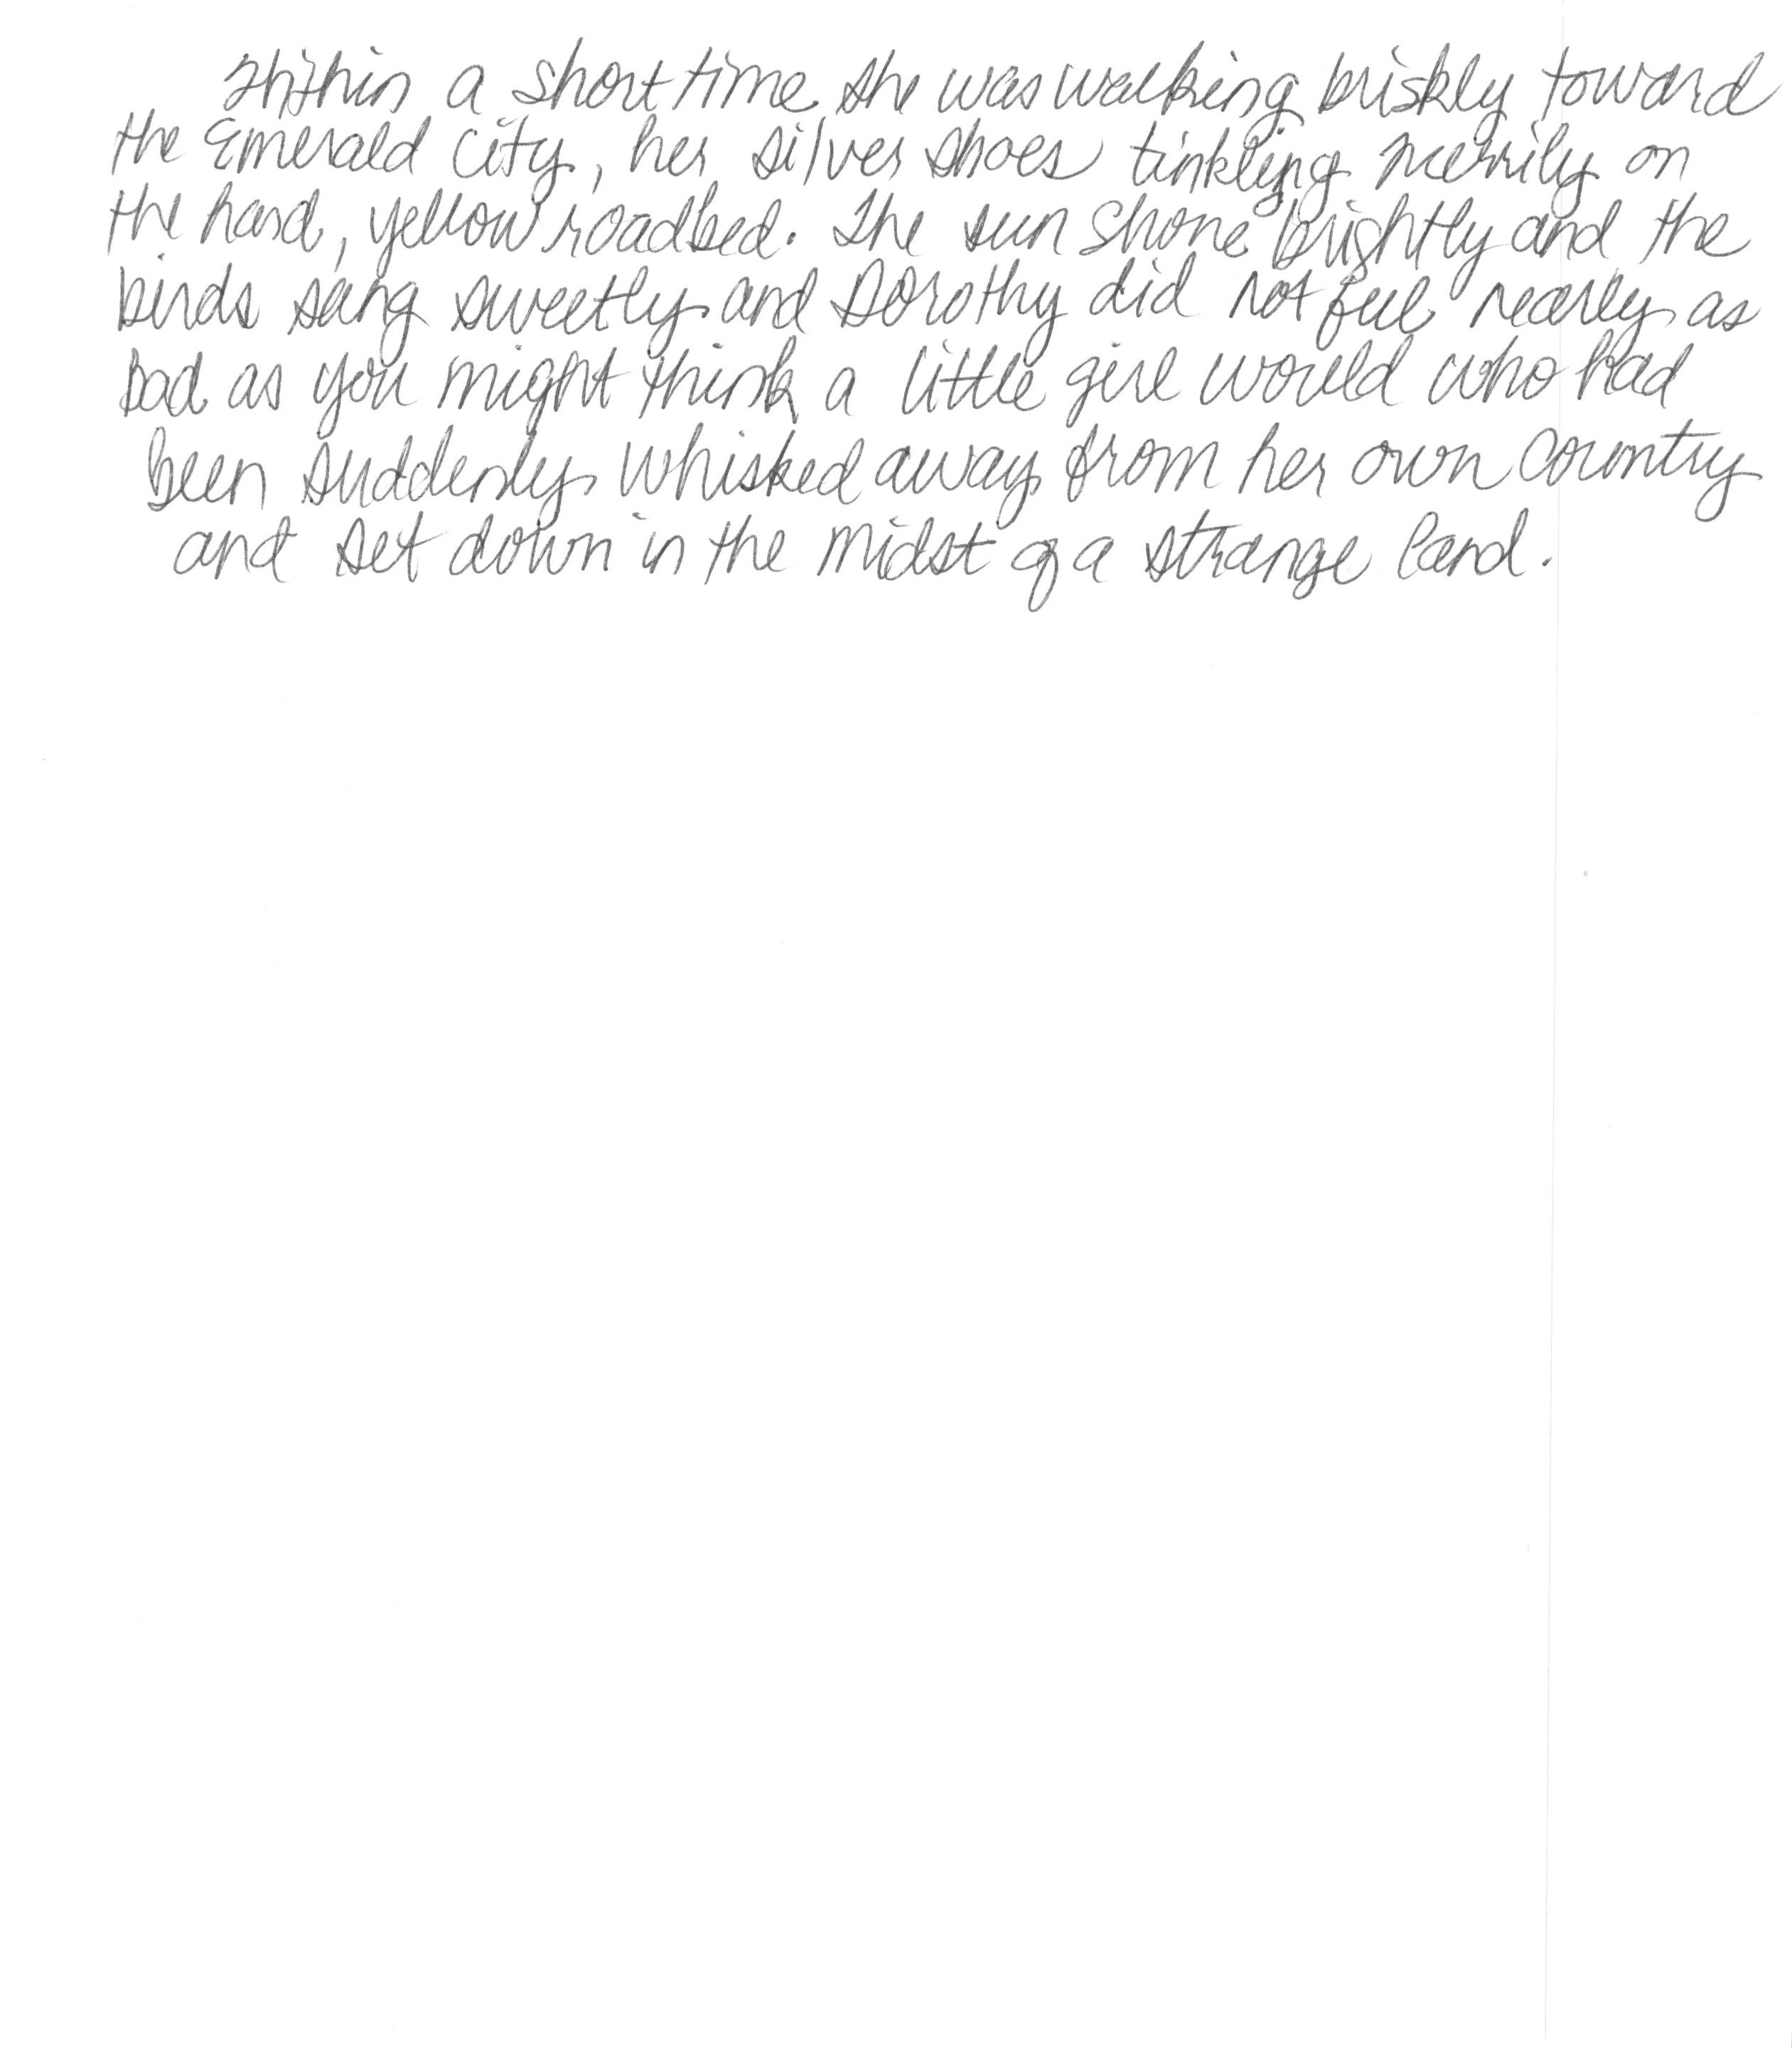 Within a short time she was walking briskly toward
the Emerald City, her silver shoes tinkling merrily on
the hard, yellow roadbed. The sun shone brightly and the
birds sang sweetly and Dorothy did not feel nearly as
bad as you might think a little girl would who had
been suddenly whisked away from her own country
and set down in the midst of a strange land.